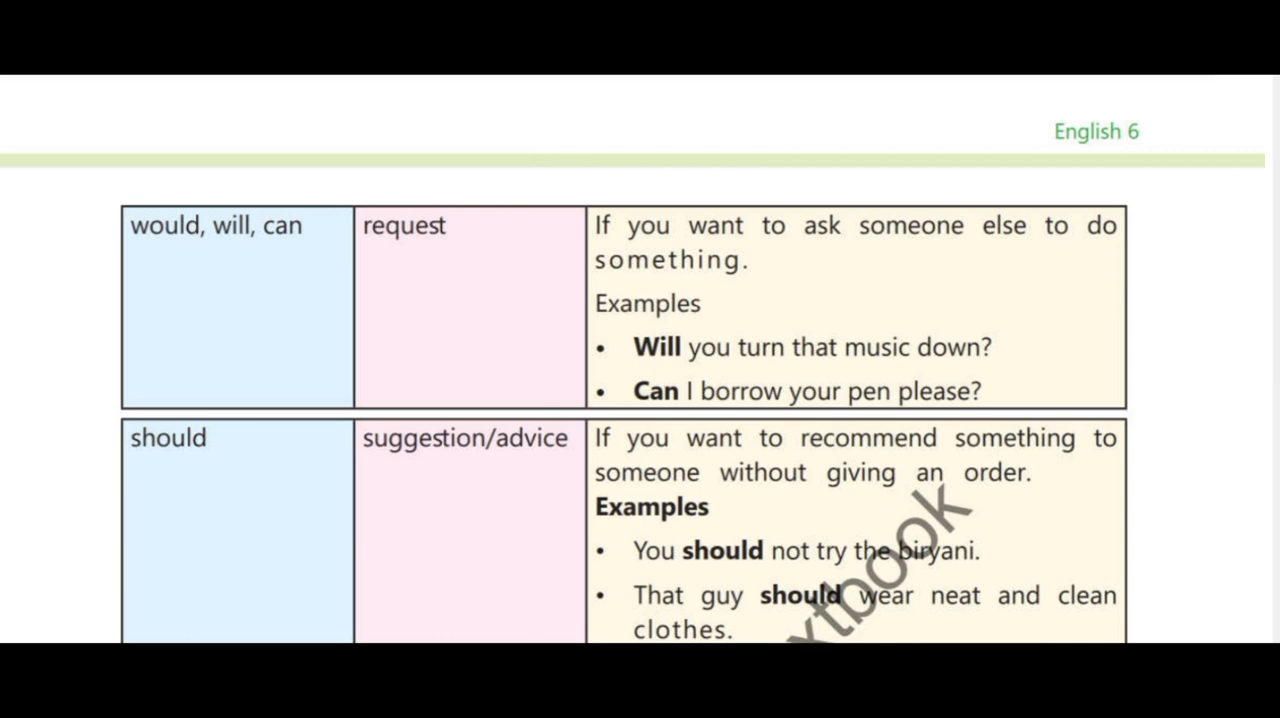 English 6
would, will, can
request
If you want to ask someone else to do
something.
Examples
• Will you turn that music down?
• Can I borrow your pen please?
should
suggestion/advice
If you want to recommend something to
someone without giving an order.
Examples
• You should not try the biryani.
• That guy should wear neat and clean
clothes.